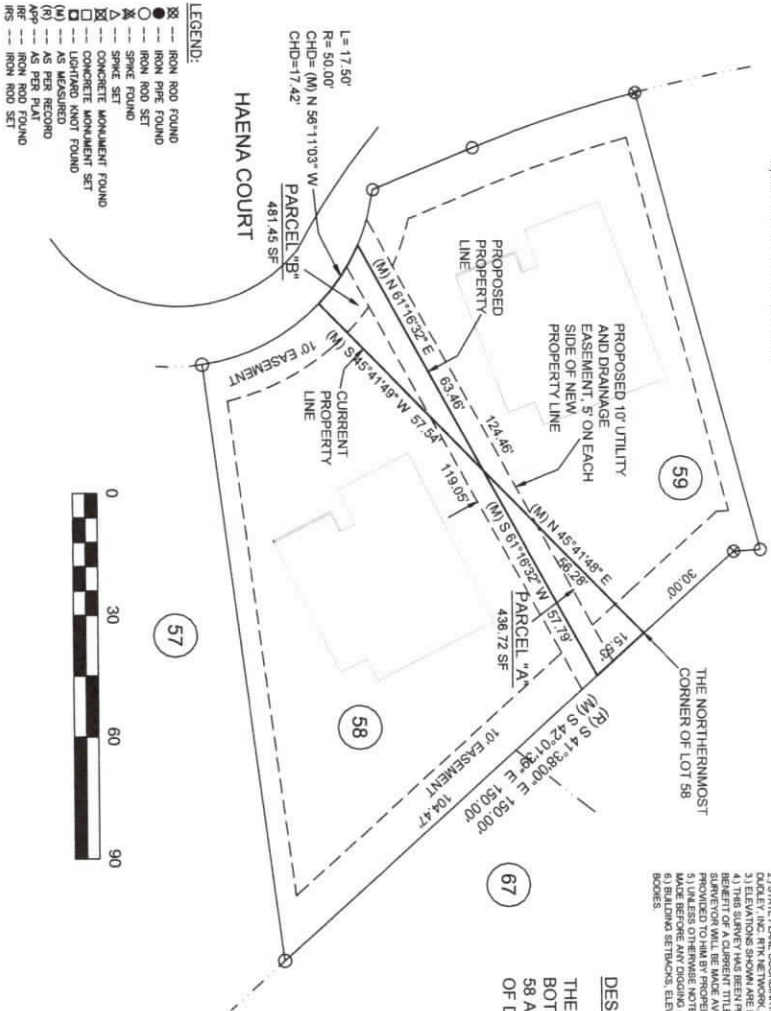 THE NORTHERNMOST
CORNER OF LOT 58
PROPOSED 10' UTILITY
AND DRAINAGE
EASEMENT, 5' ON EACH
SIDE OF NEW
PROPERTY LINE
PROPOSED
PROPERTY
LINE
59
30.00'
15.53'
(M) N 45°41'48" E
56.28'
124.46'
(M) N 61°16'32" E
63.46'
(M) S 61°16'32" W
57.79'
119.05'
PARCEL "A"
436.72 SF
(R) S 41°38'00" E 150.00'
(M) S 42°01'39" E 150.00'
L= 17.50'
R= 50.00'
CHD= (M) N 56°11'03" W
CHD=17.42'
PARCEL "B"
481.45 SF
HAENA COURT
(M) S 45°41'49" W 57.54'
CURRENT
PROPERTY
LINE
10' EASEMENT
58
10' EASEMENT
104.47'
67
57
0 30 60 90
LEGEND:
--- IRON ROD FOUND
--- IRON PIPE FOUND
--- IRON ROD SET
--- SPIKE FOUND
--- SPIKE SET
--- CONCRETE MONUMENT FOUND
--- CONCRETE MONUMENT SET
--- LIGHTARD KNOT FOUND
(M) --- AS MEASURED
(R) --- AS PER RECORD
APP --- AS PER PLAT
IRF --- IRON ROD FOUND
IRS --- IRON ROD SET
DUDLEY, INC. RTK NETWORK.
3.) ELEVATIONS SHOWN ARE
4.) THIS SURVEY HAS BEEN
BENEFIT OF A CURRENT TITLE
SURVEYOR WILL BE MADE
PROVIDED TO HIM BY
5.) UNLESS OTHERWISE
MADE BEFORE ANY DIGGING
6.) BUILDING SETBACKS,
BODIES.
DES
THE
BOT
58 A
OF